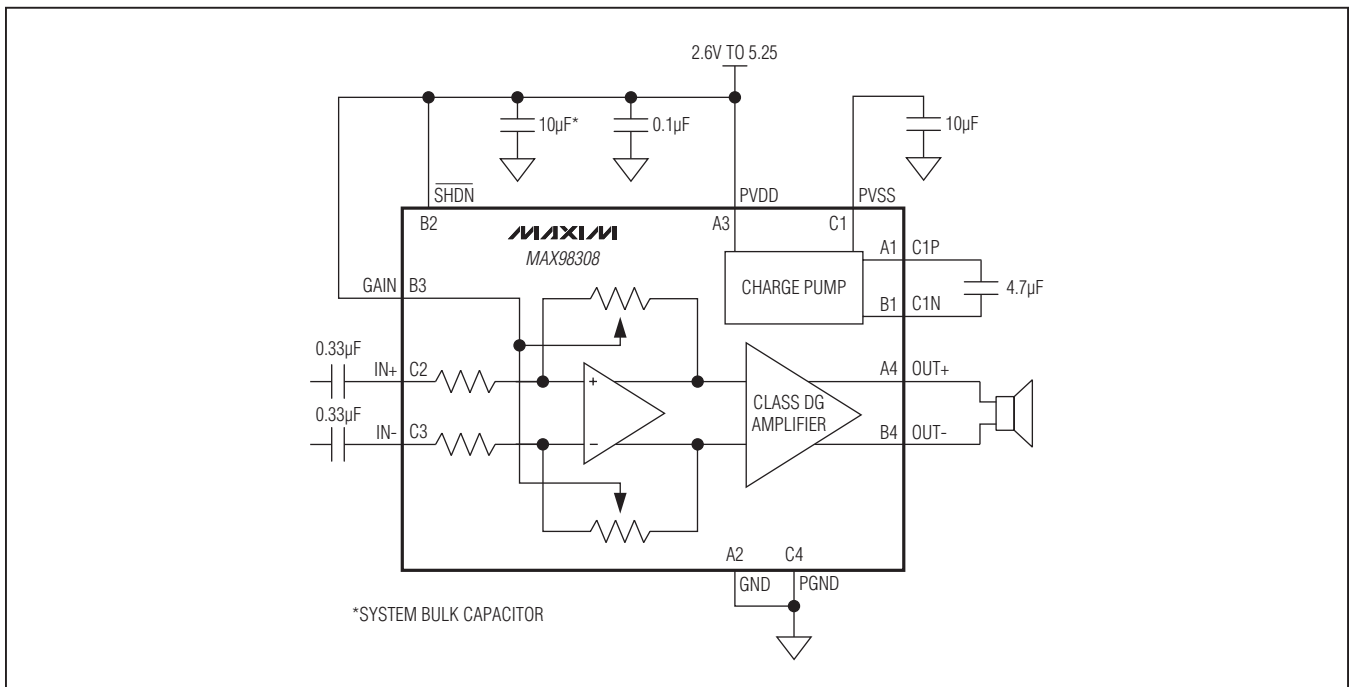 2.6V TO 5.25
10µF*
0.1µF
10µF
SHDN
PVDD
PVSS
B2
A3
C1
MAXIM
MAX98308
A1
C1P
CHARGE PUMP
4.7µF
GAIN
B3
B1
C1N
0.33µF
IN+
C2
+
A4
OUT+
CLASS DG
AMPLIFIER
0.33µF
IN-
C3
−
B4
OUT-
A2
C4
GND
PGND
*SYSTEM BULK CAPACITOR